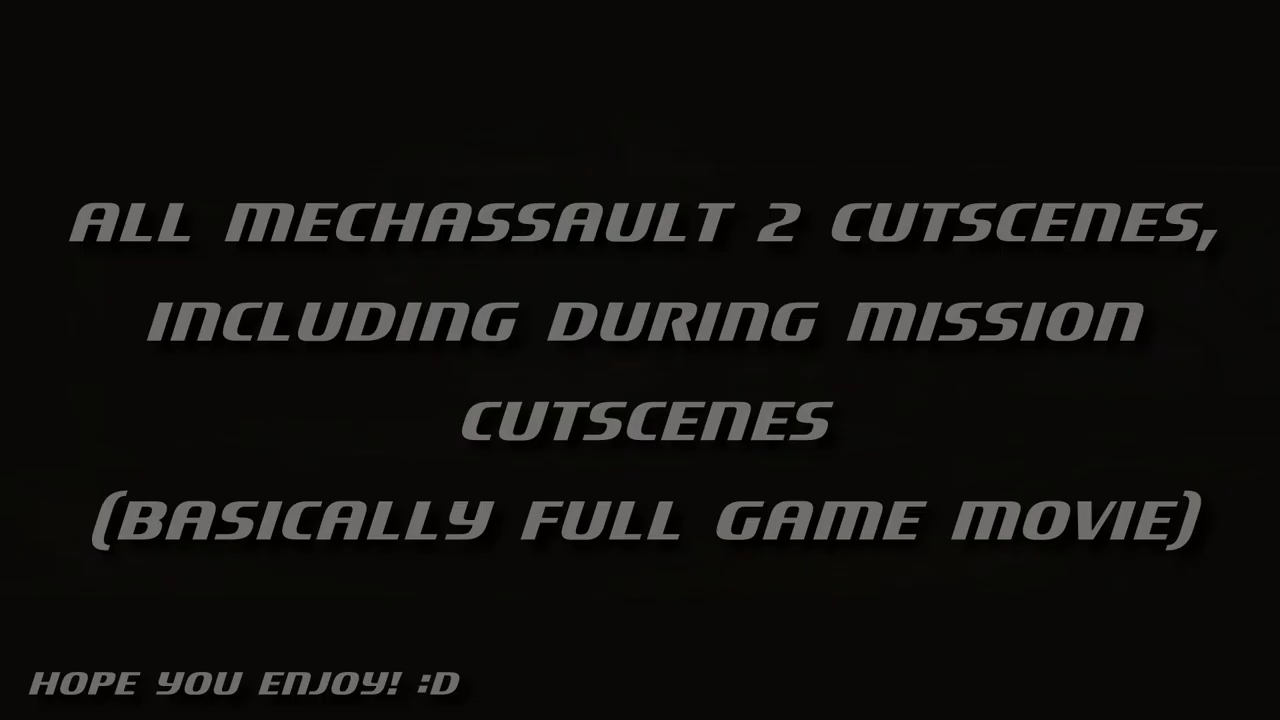 ALL MECHASSAULT 2 CUTSCENES,
INCLUDING DURING MISSION
CUTSCENES
(BASICALLY FULL GAME MOVIE)
HOPE YOU ENJOY! :D